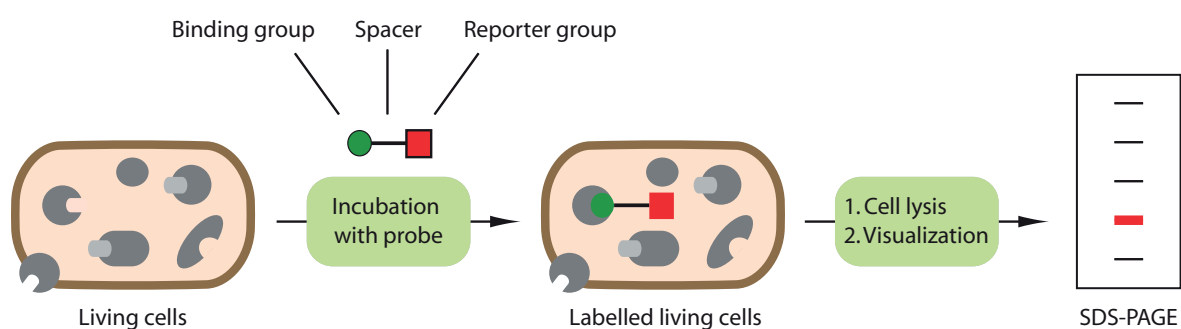 Binding group
Spacer
Reporter group
Incubation
with probe
1. Cell lysis
2. Visualization
Living cells
Labelled living cells
SDS-PAGE